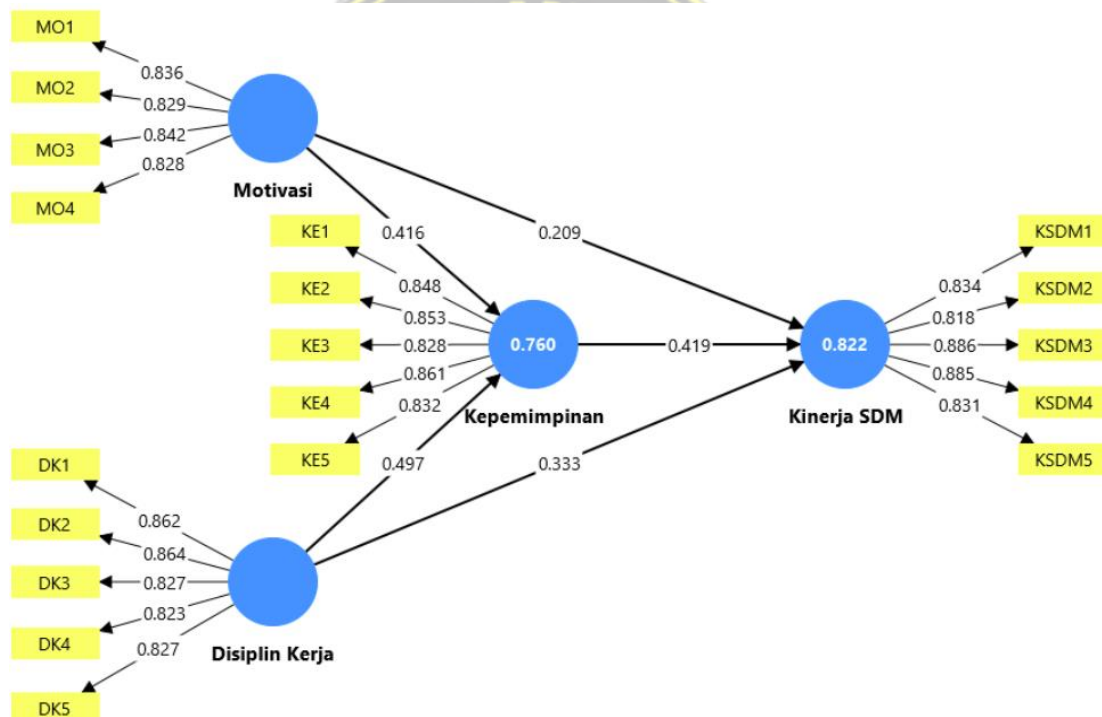 MO1
0.836
MO2
0.829
MO3
0.842
MO4
0.828
Motivasi
0.416
0.209
KE1
0.848
KE2
0.853
KE3
0.828
KE4
0.861
KE5
0.832
0.760
Kepemimpinan
0.419
0.822
Kinerja SDM
KSDM1
0.834
KSDM2
0.818
KSDM3
0.886
KSDM4
0.885
KSDM5
0.831
0.497
0.333
DK1
0.862
DK2
0.864
DK3
0.827
DK4
0.823
DK5
0.827
Disiplin Kerja